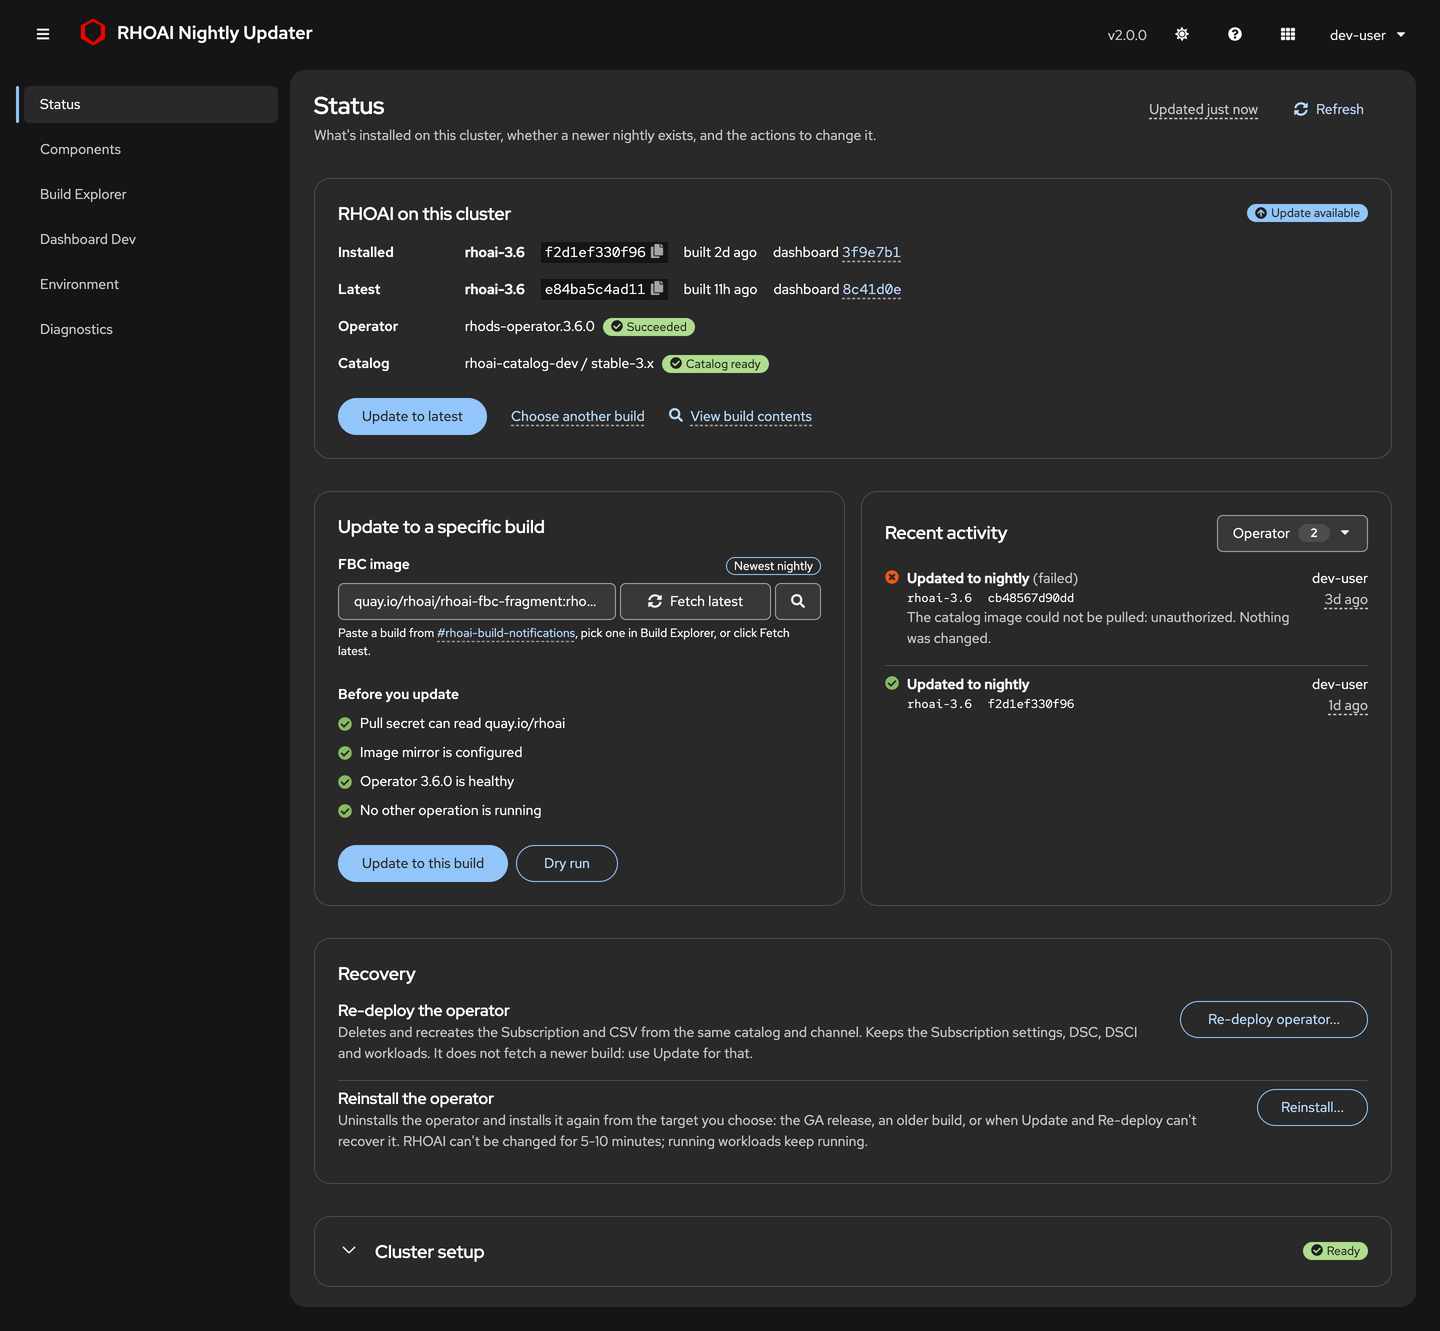 RHOAI Nightly Updater
v2.0.0
dev-user
Status
Components
Build Explorer
Dashboard Dev
Environment
Diagnostics
Status
Updated just now
Refresh
What's installed on this cluster, whether a newer nightly exists, and the actions to change it.
RHOAI on this cluster
Update available
Installed rhoai-3.6 f2d1ef330f96 built 2d ago dashboard 3f9e7b1
Latest rhoai-3.6 e84ba5c4ad11 built 11h ago dashboard 8c41d0e
Operator rhods-operator.3.6.0 Succeeded
Catalog rhoai-catalog-dev / stable-3.x Catalog ready
Update to latest Choose another build View build contents
Update to a specific build
FBC image Newest nightly
quay.io/rhoai/rhoai-fbc-fragment:rho... Fetch latest
Paste a build from #rhoai-build-notifications, pick one in Build Explorer, or click Fetch
latest.
Before you update
Pull secret can read quay.io/rhoai
Image mirror is configured
Operator 3.6.0 is healthy
No other operation is running
Update to this build Dry run
Recent activity
Operator 2
Updated to nightly (failed) dev-user
rhoai-3.6 cb48567d90dd 3d ago
The catalog image could not be pulled: unauthorized. Nothing
was changed.
Updated to nightly dev-user
rhoai-3.6 f2d1ef330f96 1d ago
Recovery
Re-deploy the operator
Deletes and recreates the Subscription and CSV from the same catalog and channel. Keeps the Subscription settings, DSC, DSCI
and workloads. It does not fetch a newer build: use Update for that.
Re-deploy operator...
Reinstall the operator
Uninstalls the operator and installs it again from the target you choose: the GA release, an older build, or when Update and Re-deploy can't
recover it. RHOAI can't be changed for 5-10 minutes; running workloads keep running.
Reinstall...
Cluster setup
Ready